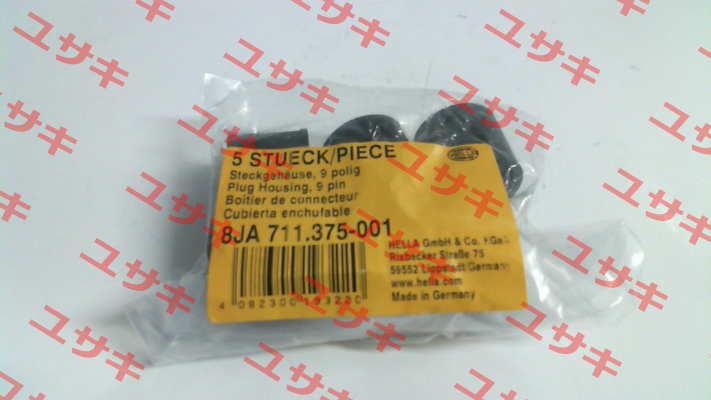 5 STUECK/PIECE
Steckgehäuse, 9 polig
Plug Housing, 9 pin
Boitier de connecteur
Cubierta enchufable
8JA 711.375-001
HELLA GmbH & Co. KGaA
Rixbecker Straße 75
59552 Lippstadt/Germany
www.hella.com
Made in Germany
ユサキ